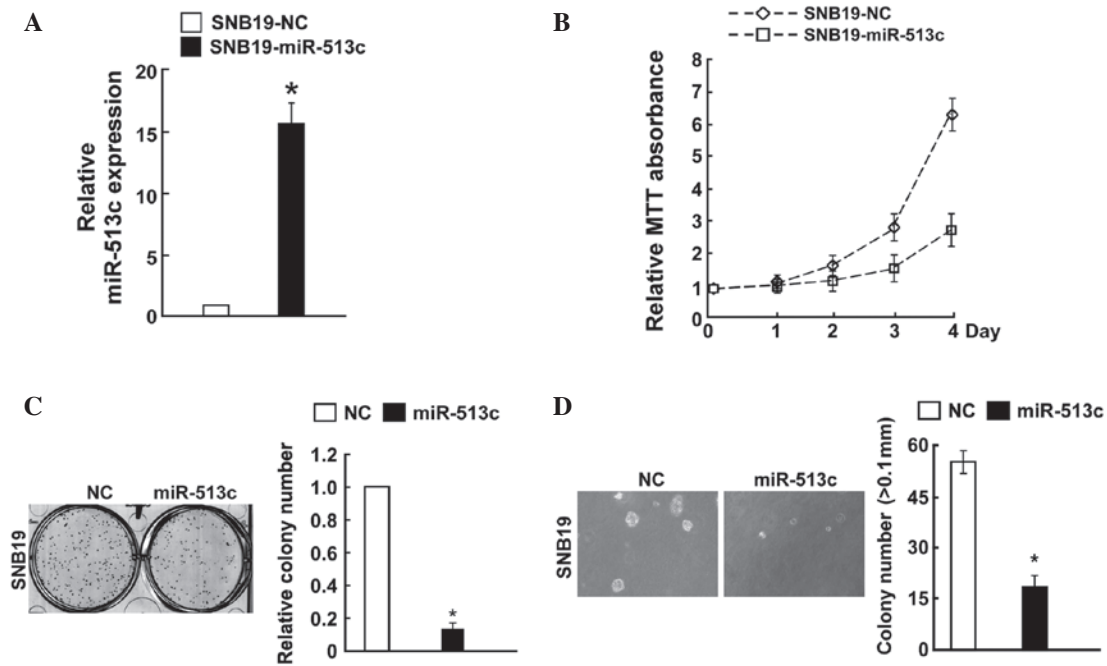 A
SNB19-NC
SNB19-miR-513c
Relative
miR-513c expression
20
15
10
5
0
*
B
SNB19-NC
SNB19-miR-513c
Relative MTT absorbance
8
7
6
5
4
3
2
1
0
0 1 2 3 4 Day
C
NC miR-513c
NC miR-513c
SNB19
Relative colony number
1.2
1.0
0.8
0.6
0.4
0.2
0
*
D
NC miR-513c
NC miR-513c
SNB19
Colony number (>0.1mm)
60
45
30
15
0
*